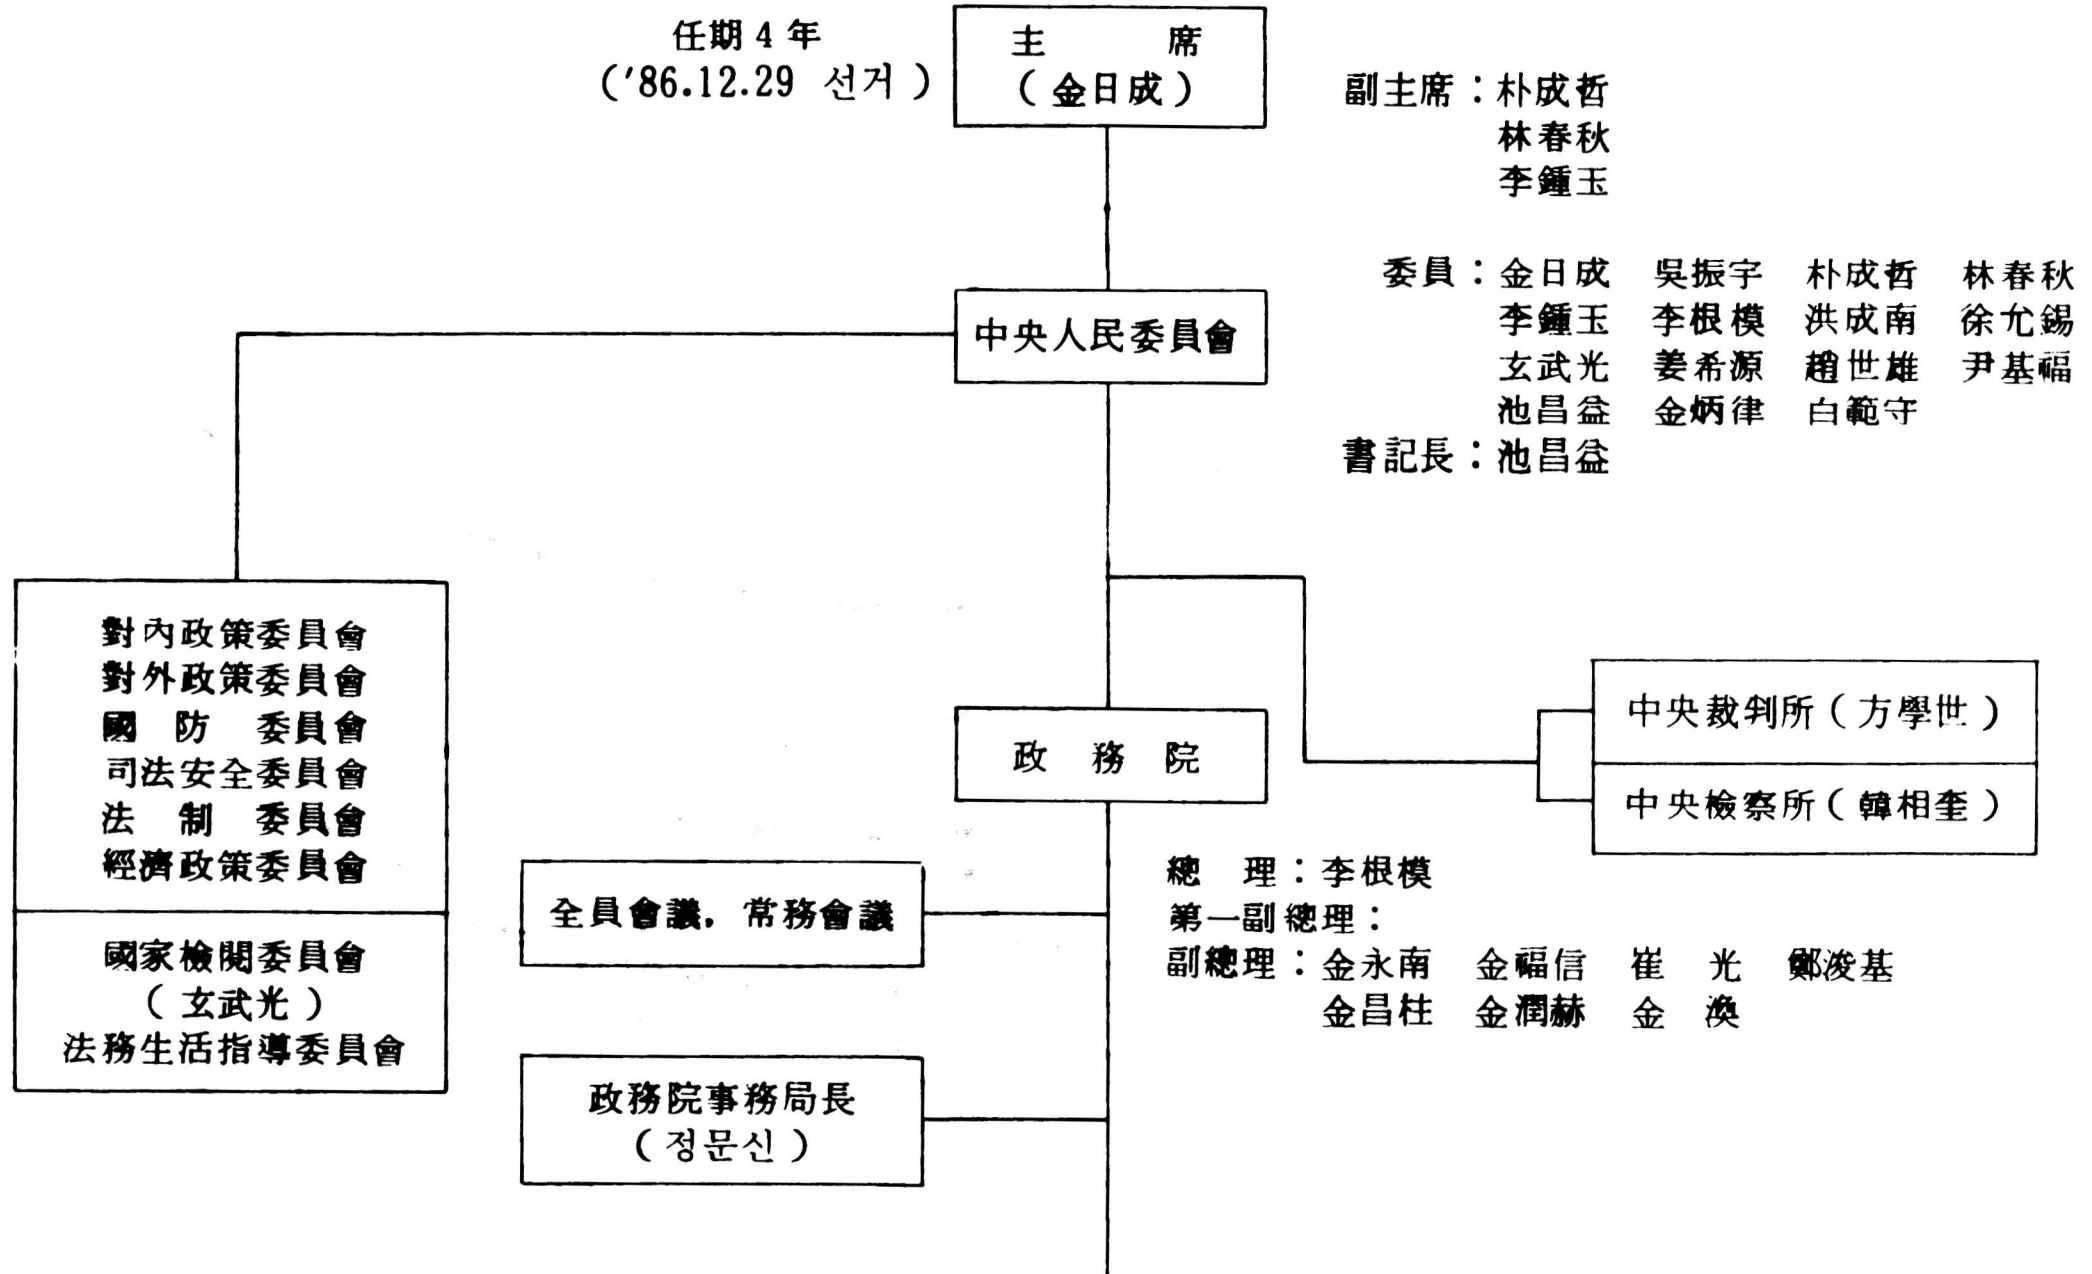 任期4年
('86.12.29 선거)
主席
(金日成)
副主席：朴成哲
林春秋
李鍾玉
委員：金日成 吳振宇 朴成哲 林春秋
李鍾玉 李根模 洪成南 徐允錫
玄武光 姜希源 趙世雄 尹基福
池昌益 金炳律 白範守
書記長：池昌益
中央人民委員會
對內政策委員會
對外政策委員會
國防委員會
司法安全委員會
法制委員會
經濟政策委員會
國家檢閱委員會
(玄武光)
法務生活指導委員會
政務院
中央裁判所(方學世)
中央檢察所(韓相奎)
總理：李根模
第一副總理：
副總理：金永南 金福信 崔光 鄭浚基
金昌柱 金潤赫 金渙
全員會議, 常務會議
政務院事務局長
(정문신)